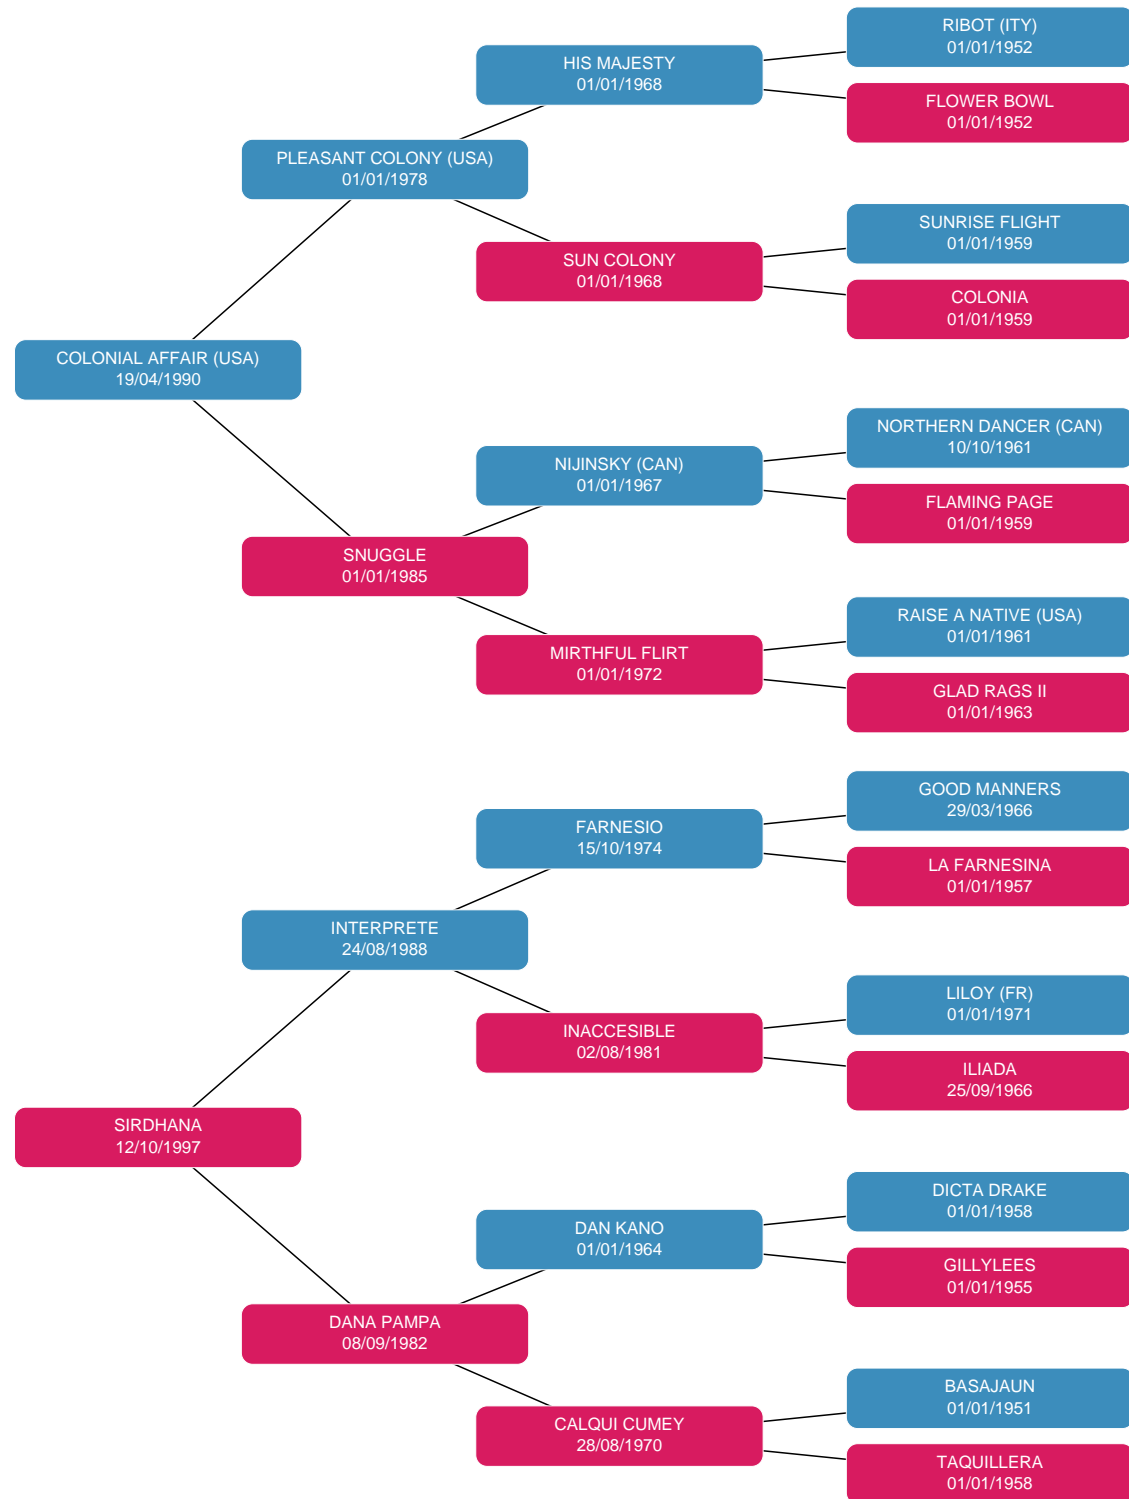 RIBOT (ITY)
01/01/1952
HIS MAJESTY
01/01/1968
FLOWER BOWL
01/01/1952
PLEASANT COLONY (USA)
01/01/1978
SUNRISE FLIGHT
01/01/1959
SUN COLONY
01/01/1968
COLONIA
01/01/1959
COLONIAL AFFAIR (USA)
19/04/1990
NORTHERN DANCER (CAN)
10/10/1961
NIJINSKY (CAN)
01/01/1967
FLAMING PAGE
01/01/1959
SNUGGLE
01/01/1985
RAISE A NATIVE (USA)
01/01/1961
MIRTHFUL FLIRT
01/01/1972
GLAD RAGS II
01/01/1963
GOOD MANNERS
29/03/1966
FARNESIO
15/10/1974
LA FARNESINA
01/01/1957
INTERPRETE
24/08/1988
LILOY (FR)
01/01/1971
INACCESIBLE
02/08/1981
ILIADA
25/09/1966
SIRDHANA
12/10/1997
DICTA DRAKE
01/01/1958
DAN KANO
01/01/1964
GILLYLEES
01/01/1955
DANA PAMPA
08/09/1982
BASAJAUN
01/01/1951
CALQUI CUMEY
28/08/1970
TAQUILLERA
01/01/1958